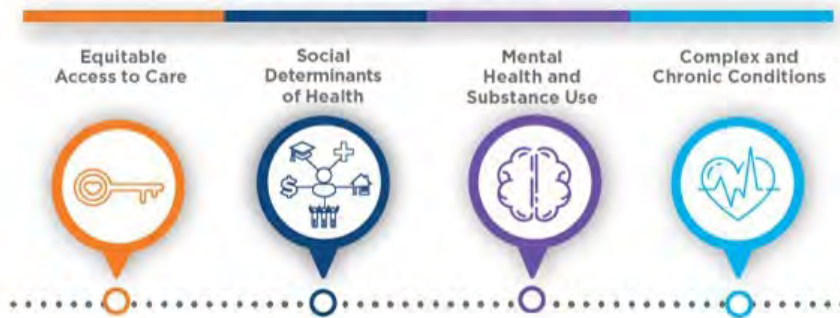 Equitable
Access to Care
Social
Determinants
of Health
Mental
Health and
Substance Use
Complex and
Chronic Conditions
$